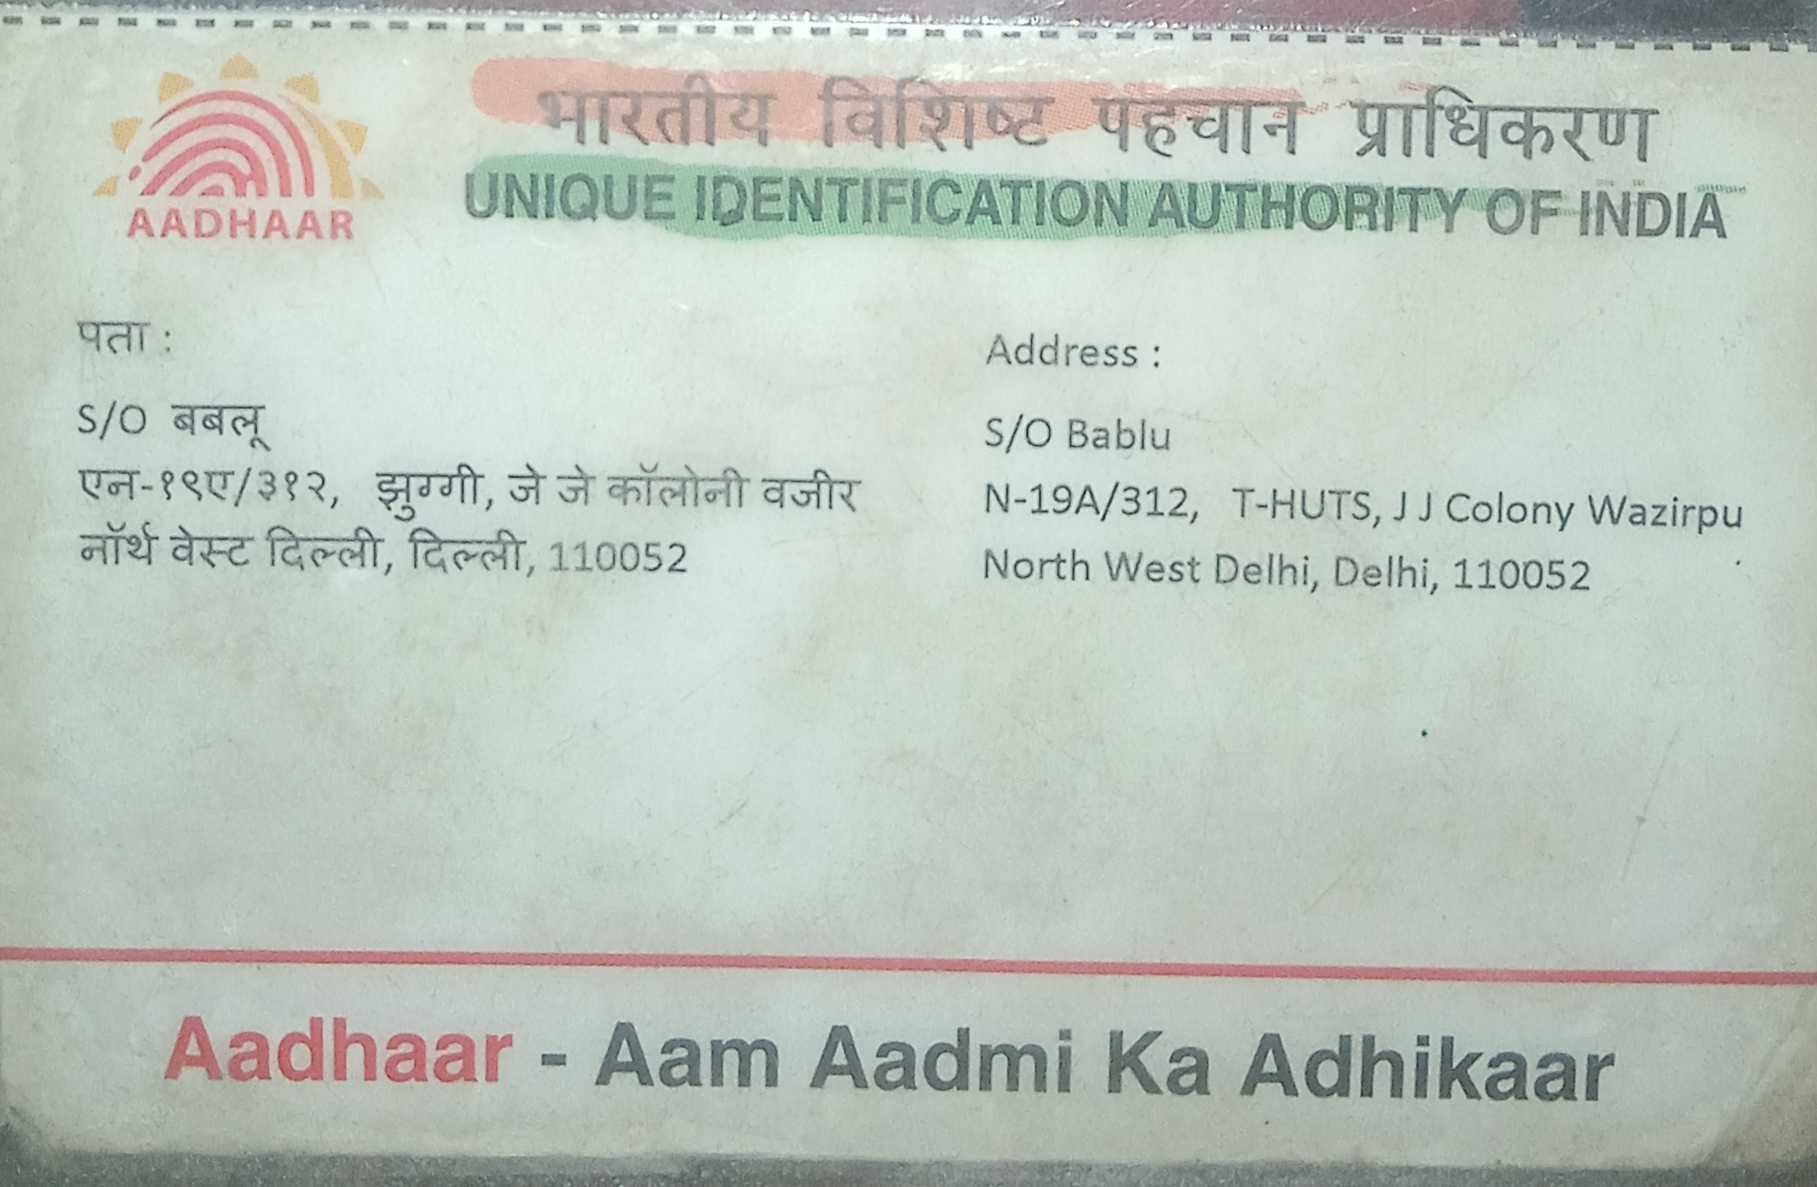 भारतीय विशिष्ट पहचान प्राधिकरण
UNIQUE IDENTIFICATION AUTHORITY OF INDIA
AADHAAR
पता :
S/O बबलू
एन-१९ए/३१२, झुग्गी, जे जे कॉलोनी वजीर
नॉर्थ वेस्ट दिल्ली, दिल्ली, 110052
Address :
S/O Bablu
N-19A/312, T-HUTS, J J Colony Wazirpu
North West Delhi, Delhi, 110052
Aadhaar - Aam Aadmi Ka Adhikaar